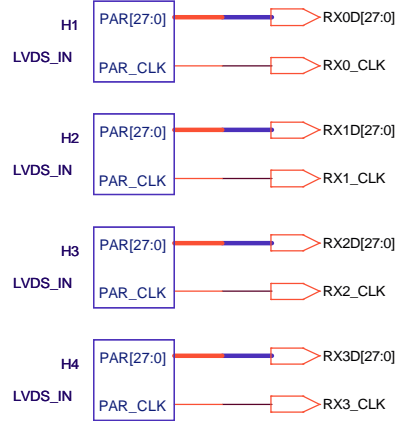 H1 PAR[27:0] RX0D[27:0]
LVDS_IN PAR_CLK RX0_CLK
H2 PAR[27:0] RX1D[27:0]
LVDS_IN PAR_CLK RX1_CLK
H3 PAR[27:0] RX2D[27:0]
LVDS_IN PAR_CLK RX2_CLK
H4 PAR[27:0] RX3D[27:0]
LVDS_IN PAR_CLK RX3_CLK